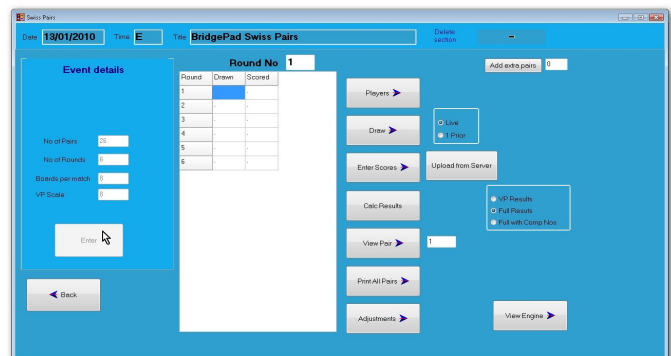 Swiss Pairs
Date 13/01/2010 Time E Title BridgePad Swiss Pairs Delete section -
Event details
Round No 1
Add extra pairs 0
Round Drawn Scored
1 . .
2 . .
3 . .
4 . .
5 . .
6 . .
No of Pairs 26
No of Rounds 6
Boards per match 8
VP Scale 8
Enter
Back
Players
Draw
Live
1 Prior
Enter Scores
Upload from Server
Calc Results
VP Results
Full Results
Full with Comp Nos
View Pair 1
Print All Pairs
Adjustments
View Engine